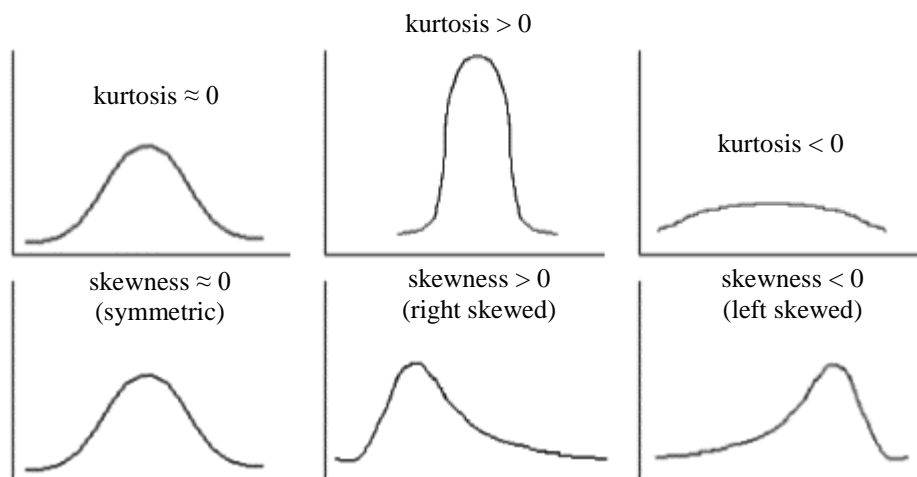 kurtosis > 0
kurtosis ≈ 0
kurtosis < 0
skewness ≈ 0
(symmetric)
skewness > 0
(right skewed)
skewness < 0
(left skewed)